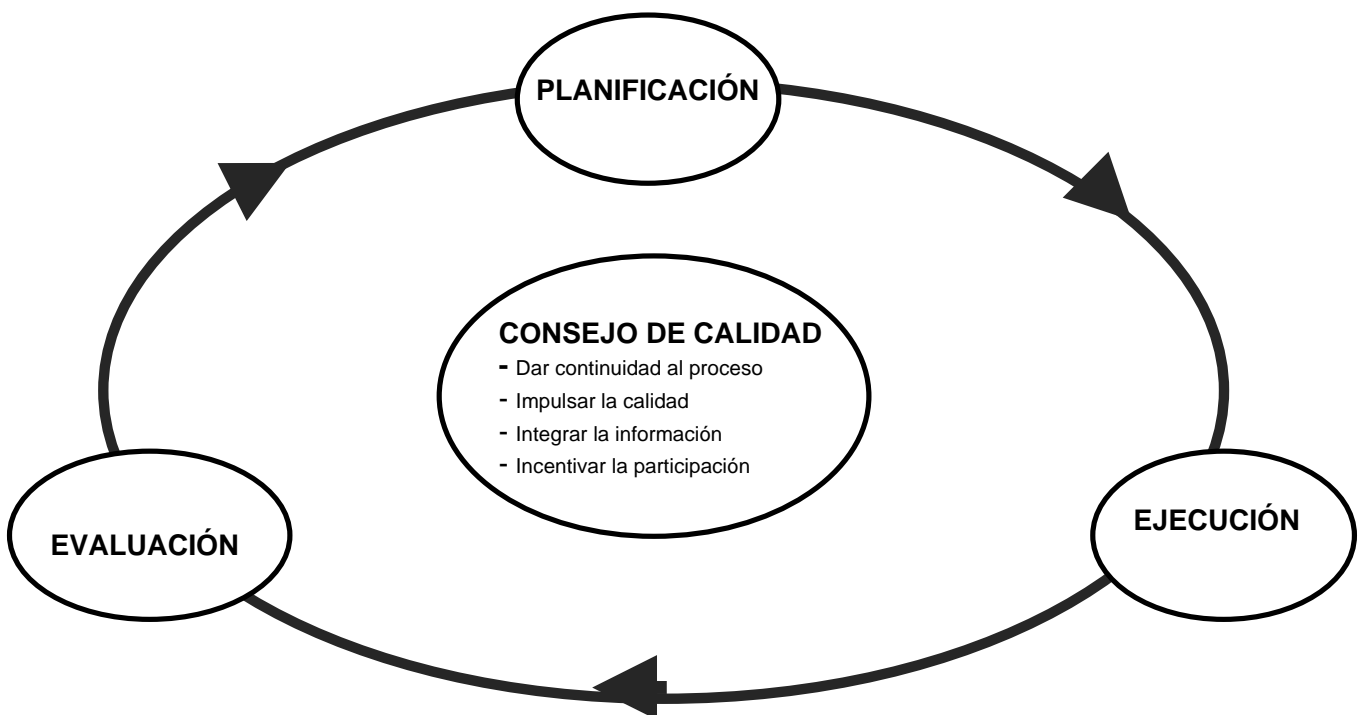 PLANIFICACIÓN
CONSEJO DE CALIDAD
- Dar continuidad al proceso
- Impulsar la calidad
- Integrar la información
- Incentivar la participación
EVALUACIÓN
EJECUCIÓN